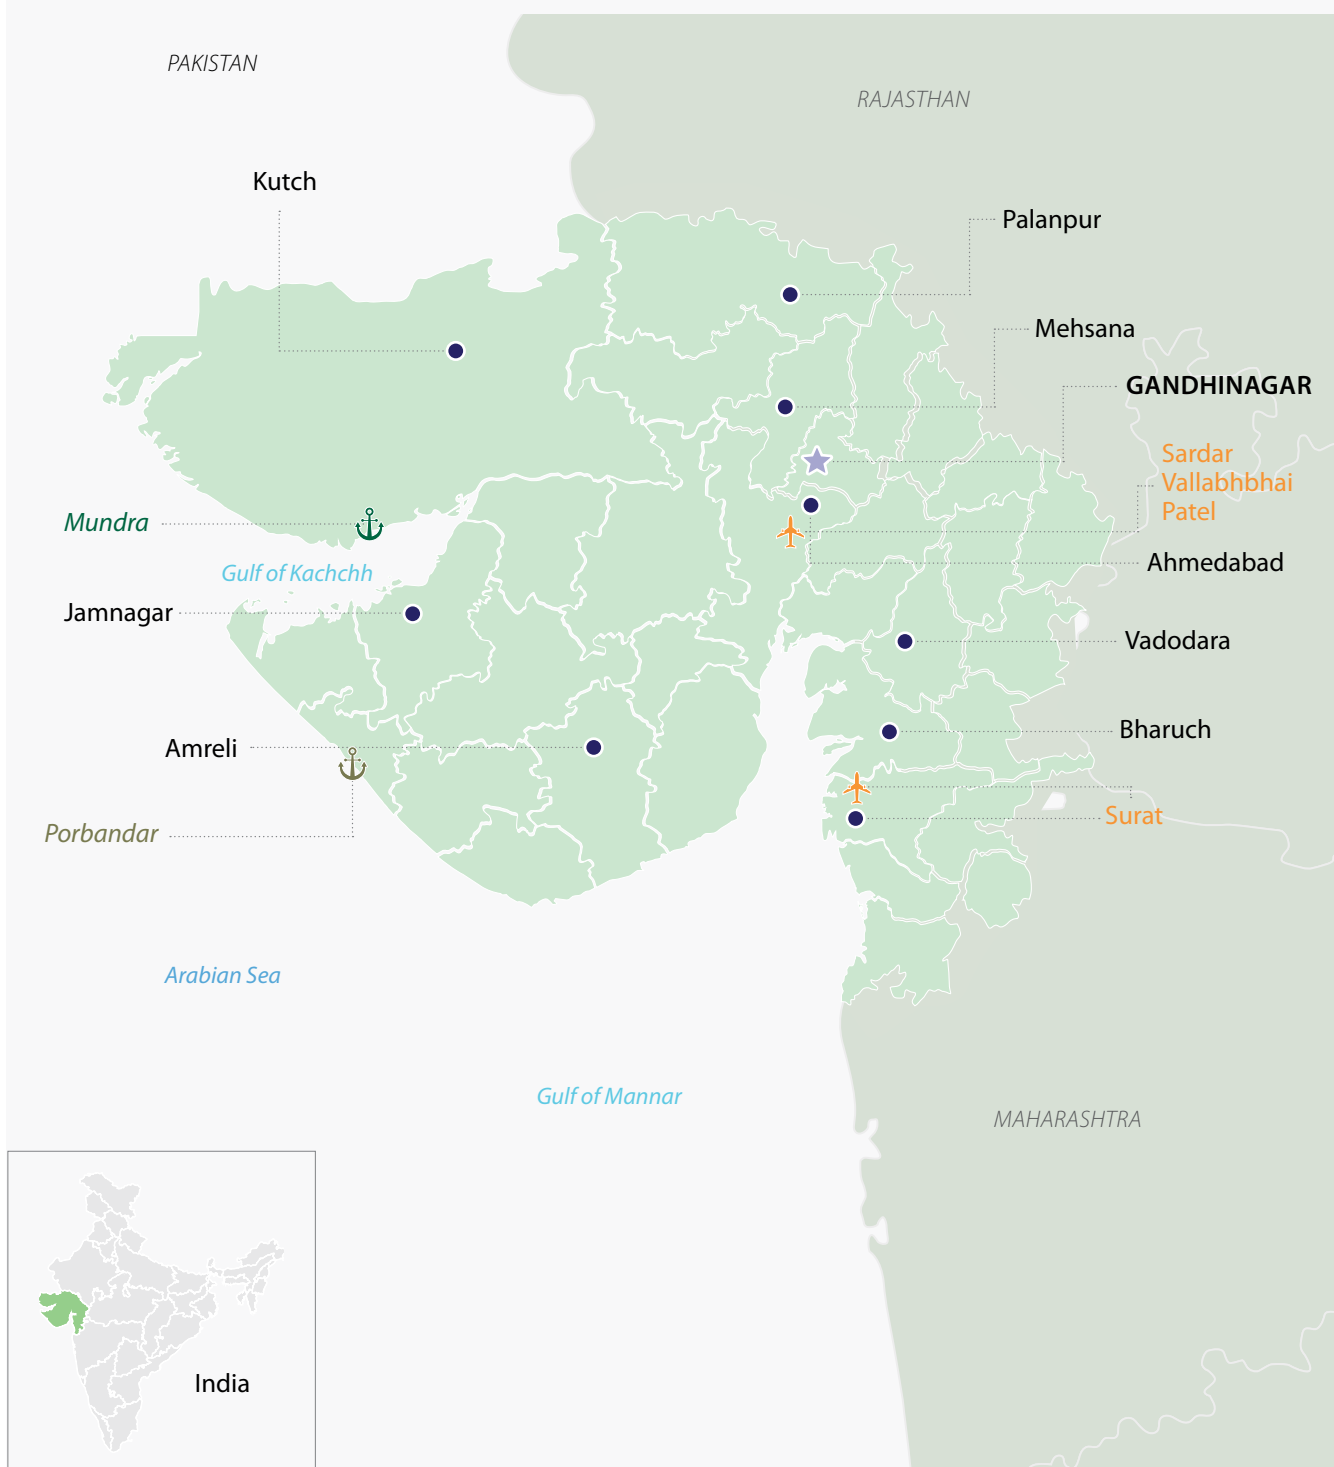 PAKISTAN
RAJASTHAN
Kutch
Palanpur
Mehsana
GANDHINAGAR
Sardar
Vallabhbhai
Patel
Mundra
Gulf of Kachchh
Ahmedabad
Jamnagar
Vadodara
Bharuch
Amreli
Surat
Porbandar
Arabian Sea
Gulf of Mannar
MAHARASHTRA
India